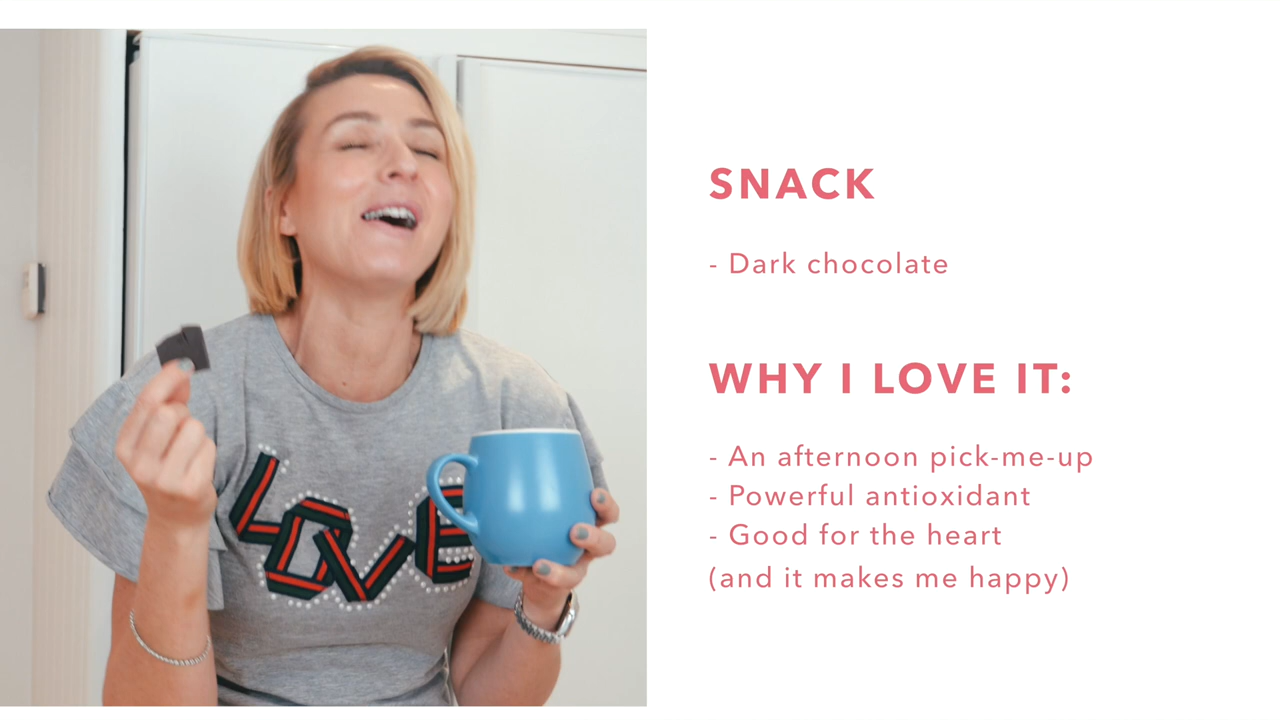 LOVE
SNACK
- Dark chocolate
WHY I LOVE IT:
- An afternoon pick-me-up
- Powerful antioxidant
- Good for the heart
(and it makes me happy)